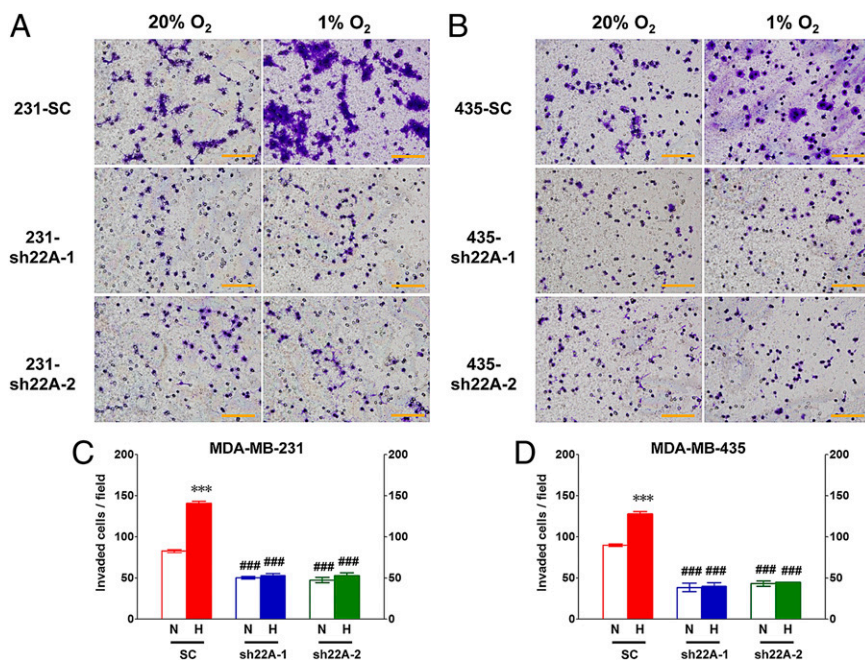 A
20% O2
1% O2
231-SC
231-
sh22A-1
231-
sh22A-2
B
20% O2
1% O2
435-SC
435-
sh22A-1
435-
sh22A-2
C
MDA-MB-231
Invaded cells / field
200
150
100
50
0
200
150
100
50
0
***
###
###
###
###
N
H
N
H
N
H
SC
sh22A-1
sh22A-2
D
MDA-MB-435
Invaded cells / field
200
150
100
50
0
200
150
100
50
0
***
###
###
###
###
N
H
N
H
N
H
SC
sh22A-1
sh22A-2